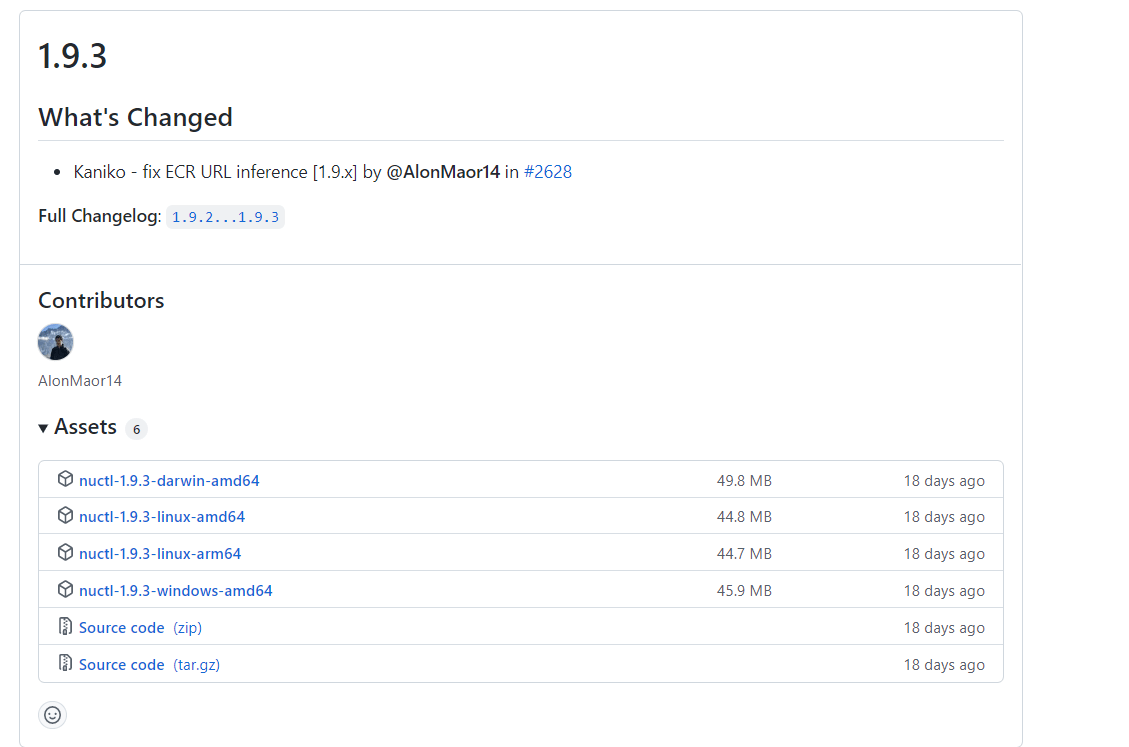 1.9.3
What's Changed
Kaniko - fix ECR URL inference [1.9.x] by @AlonMaor14 in #2628
Full Changelog: 1.9.2...1.9.3
Contributors
AlonMaor14
Assets 6
nuctl-1.9.3-darwin-amd64 49.8 MB 18 days ago
nuctl-1.9.3-linux-amd64 44.8 MB 18 days ago
nuctl-1.9.3-linux-arm64 44.7 MB 18 days ago
nuctl-1.9.3-windows-amd64 45.9 MB 18 days ago
Source code (zip) 18 days ago
Source code (tar.gz) 18 days ago